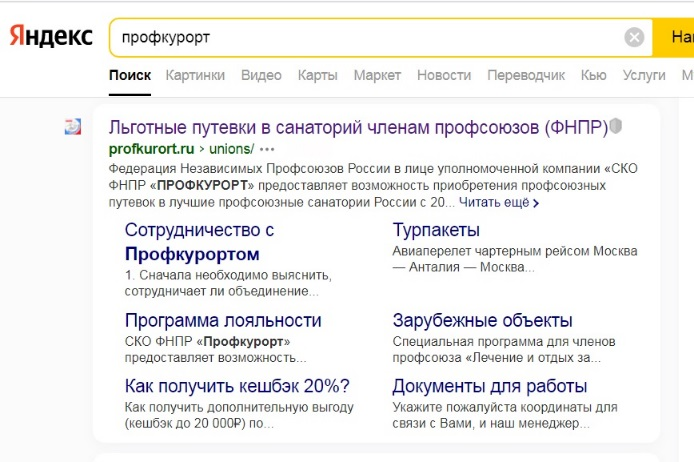 Яндекс
профкурорт
На
Поиск Картинки Видео Карты Маркет Новости Переводчик Кью Услуги М
Льготные путевки в санаторий членам профсоюзов (ФНПР)
profkurort.ru › unions/ •••
Федерация Независимых Профсоюзов России в лице уполномоченной компании «СКО
ФНПР «ПРОФКУРОРТ» предоставляет возможность приобретения профсоюзных
путевок в лучшие профсоюзные санатории России с 20... Читать ещё ›
Сотрудничество с
Профкурортом
1. Сначала необходимо выяснить,
сотрудничает ли объединение...
Турпакеты
Авиаперелет чартерным рейсом Москва
— Анталия — Москва...
Программа лояльности
СКО ФНПР «Профкурорт»
предоставляет возможность...
Зарубежные объекты
Специальная программа для членов
профсоюза «Лечение и отдых за...
Как получить кешбэк 20%?
Как получить дополнительную выгоду
(кешбэк до 20 000₽) по...
Документы для работы
Укажите пожалуйста координаты для
связи с Вами, и наш менеджер...